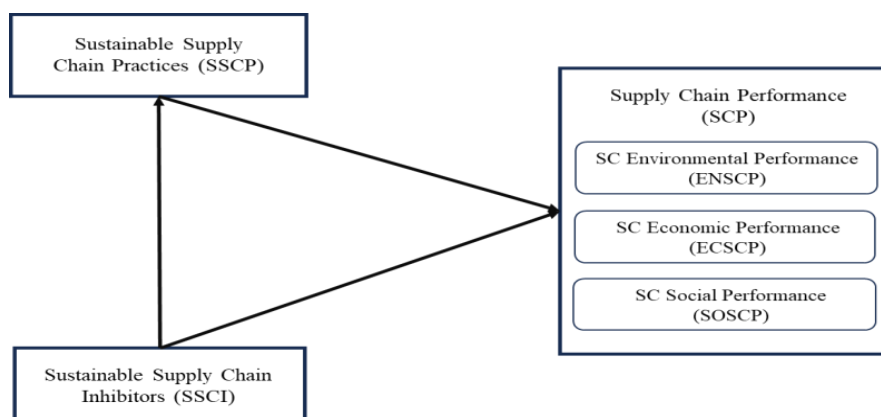 Sustainable Supply
Chain Practices (SSCP)
Supply Chain Performance
(SCP)
SC Environmental Performance
(ENSCP)
SC Economic Performance
(ECSCP)
SC Social Performance
(SOSCP)
Sustainable Supply Chain
Inhibitors (SSCI)